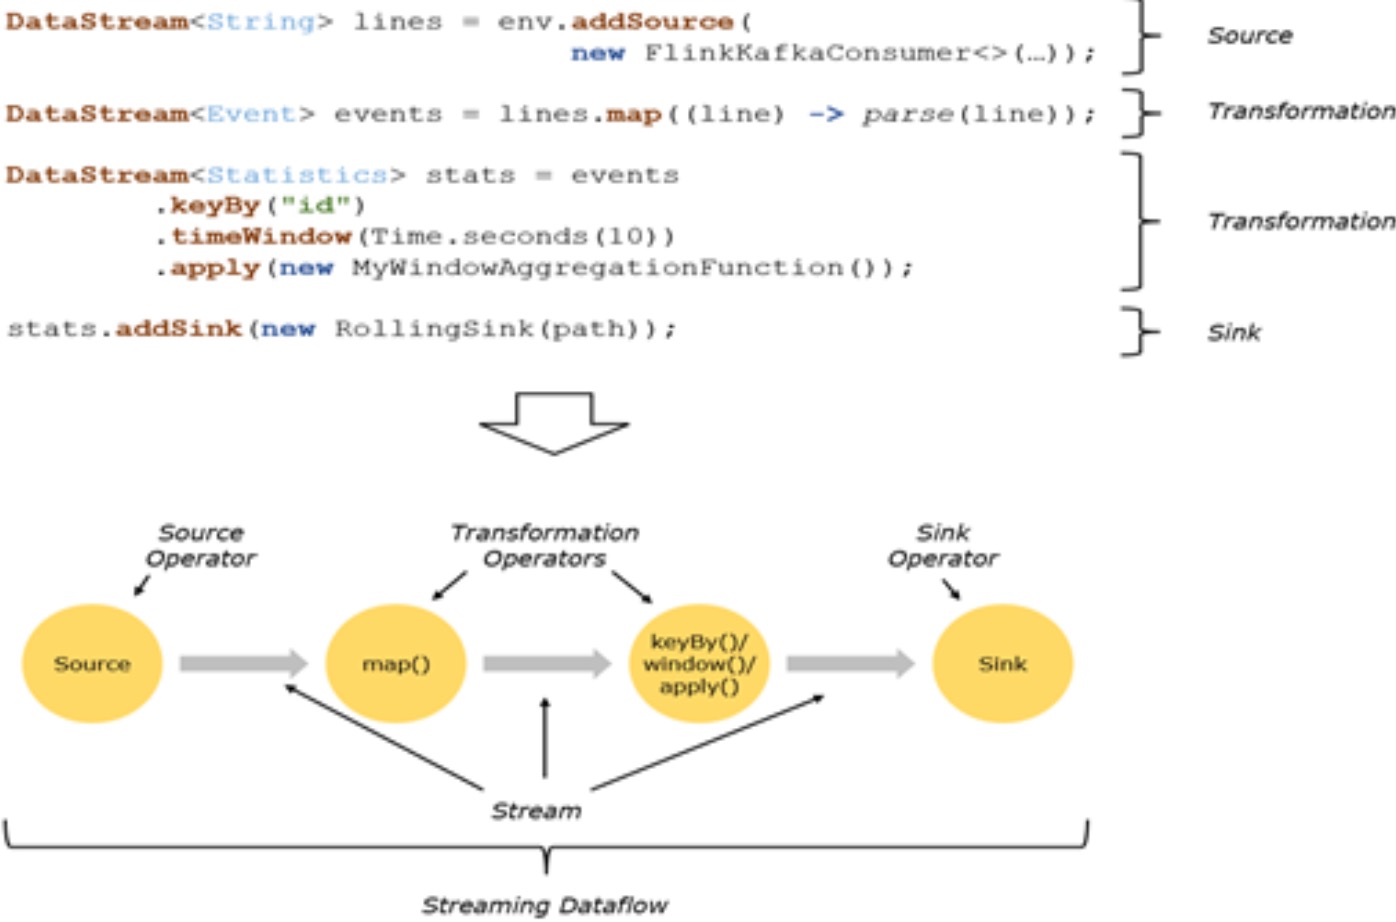 DataStream<String> lines = env.addSource(
new FlinkKafkaConsumer<>(…));
Source
DataStream<Event> events = lines.map((line) -> parse(line));
Transformation
DataStream<Statistics> stats = events
.keyBy("id")
.timeWindow(Time.seconds(10))
.apply(new MyWindowAggregationFunction());
Transformation
stats.addSink(new RollingSink(path));
Sink
Source
Operator
Transformation
Operators
Sink
Operator
Source
map()
keyBy()/
window()/
apply()
Sink
Stream
Streaming Dataflow